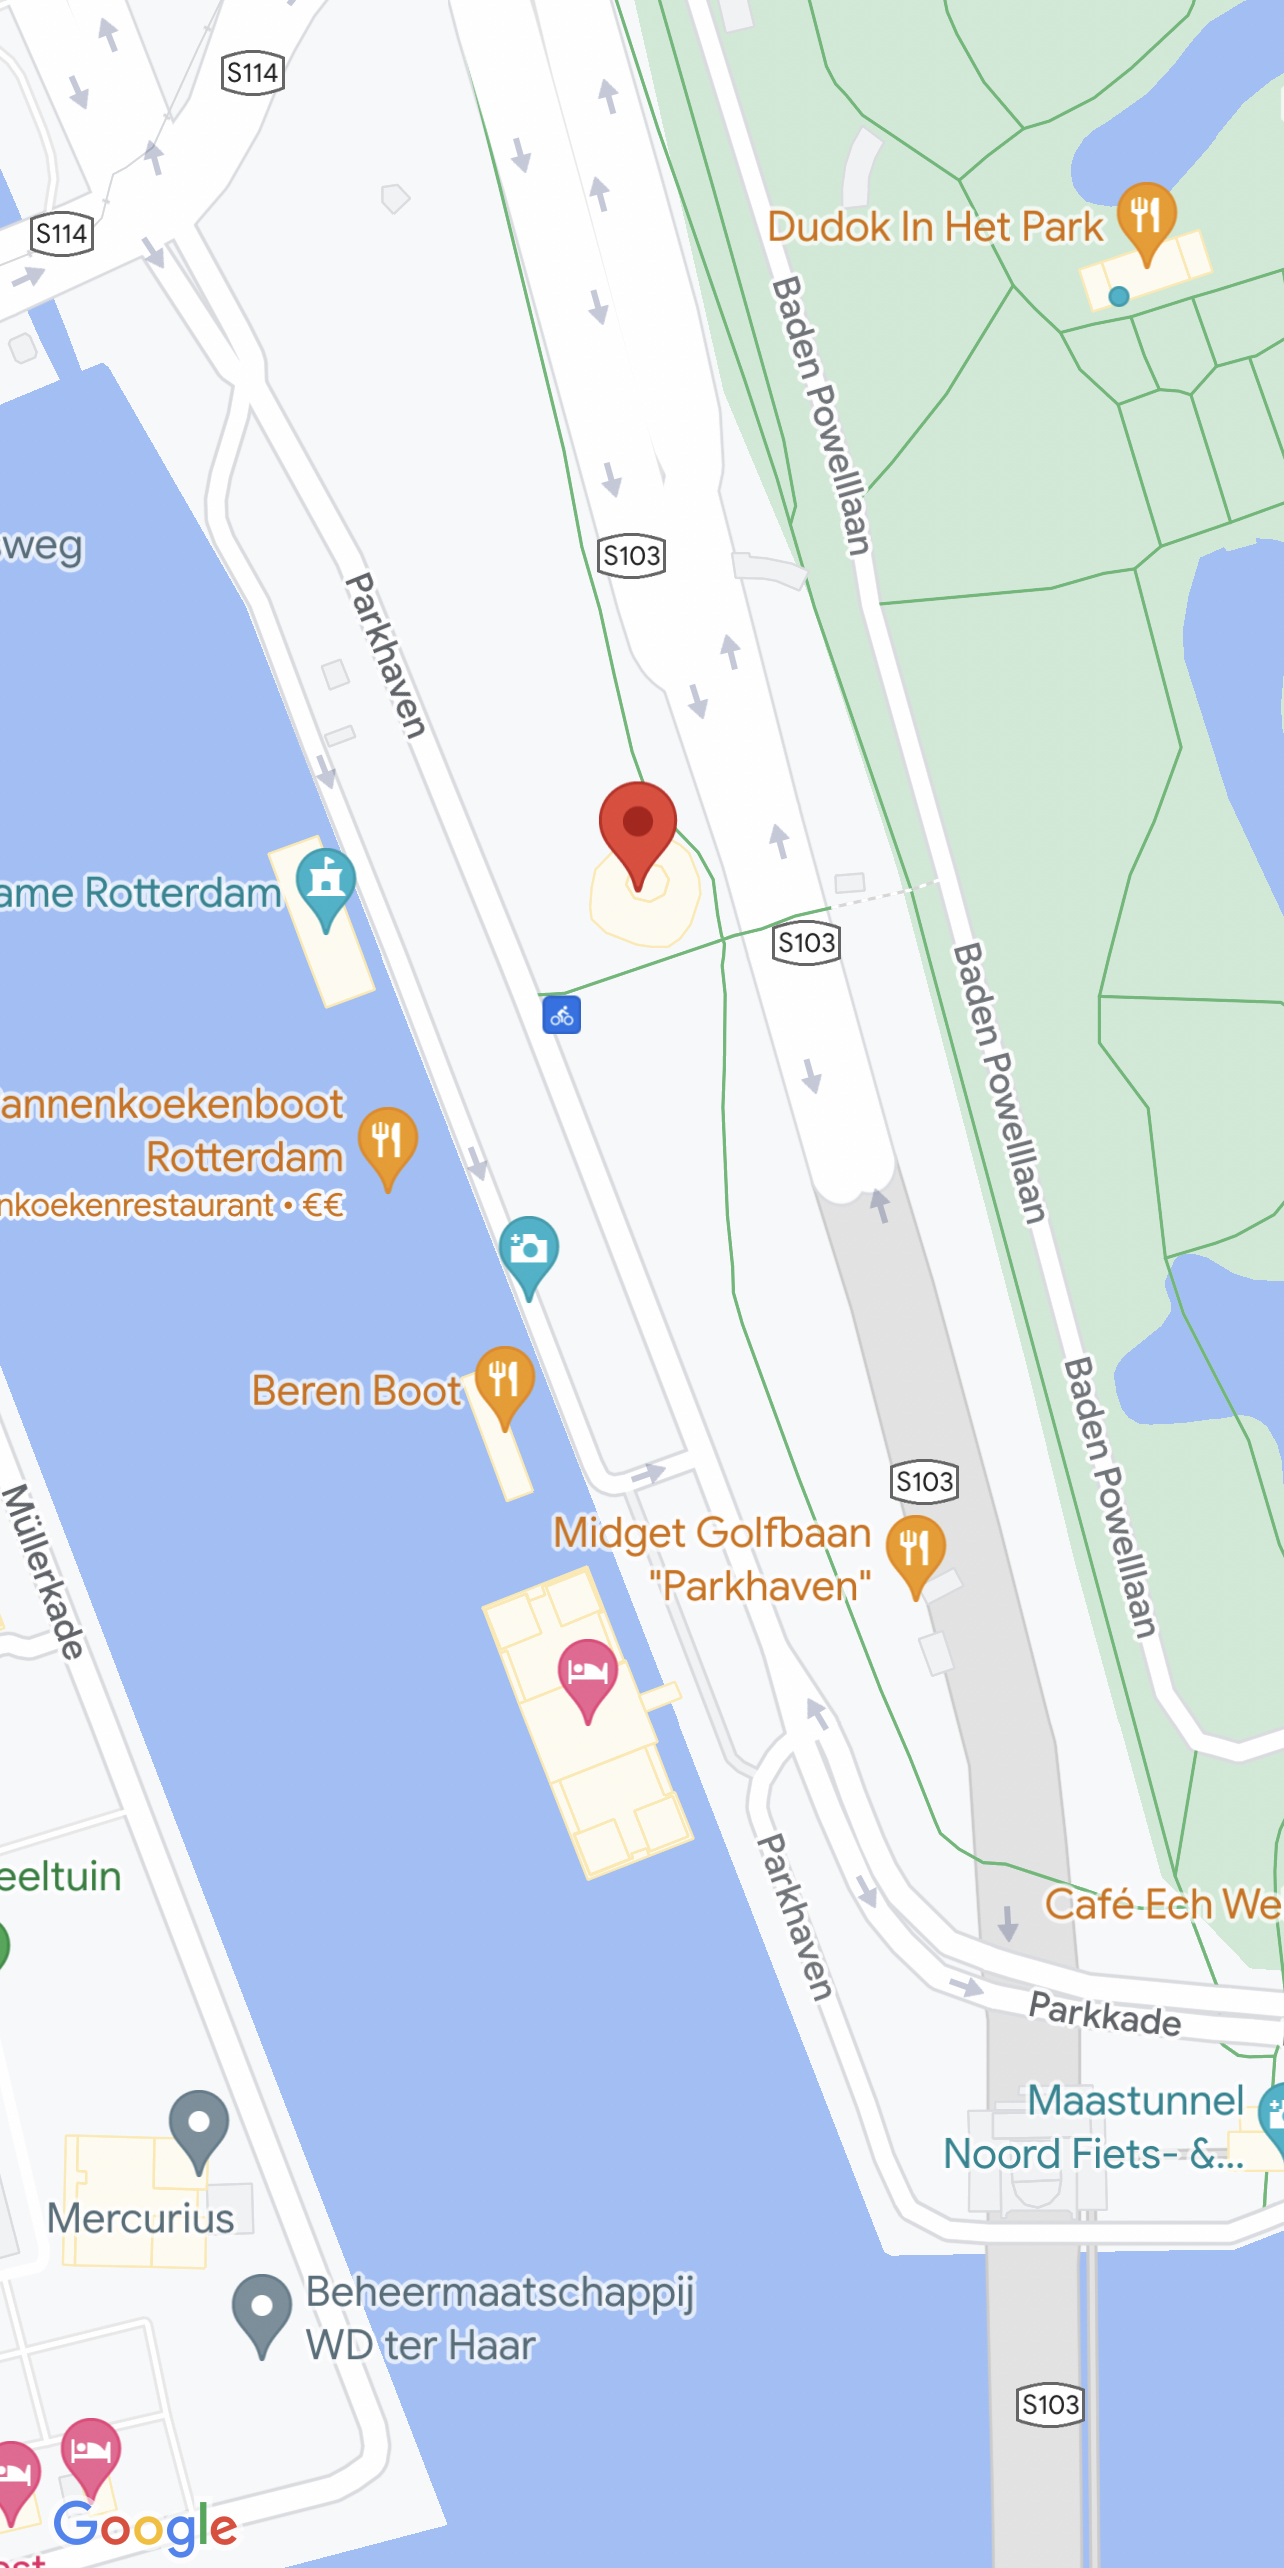 S114
S114
Dudok In Het Park
Baden Powelllaan
sweg
S103
Parkhaven
ame Rotterdam
S103
Baden Powelllaan
annenkoekenboot
Rotterdam
nkoekenrestaurant • €€
Beren Boot
Baden Powelllaan
S103
Müllerkade
Midget Golfbaan
"Parkhaven"
eeltuin
Parkhaven
Café Ech We
Parkkade
Maastunnel
Noord Fiets- &...
Mercurius
Beheermaatschappij
WD ter Haar
S103
Google